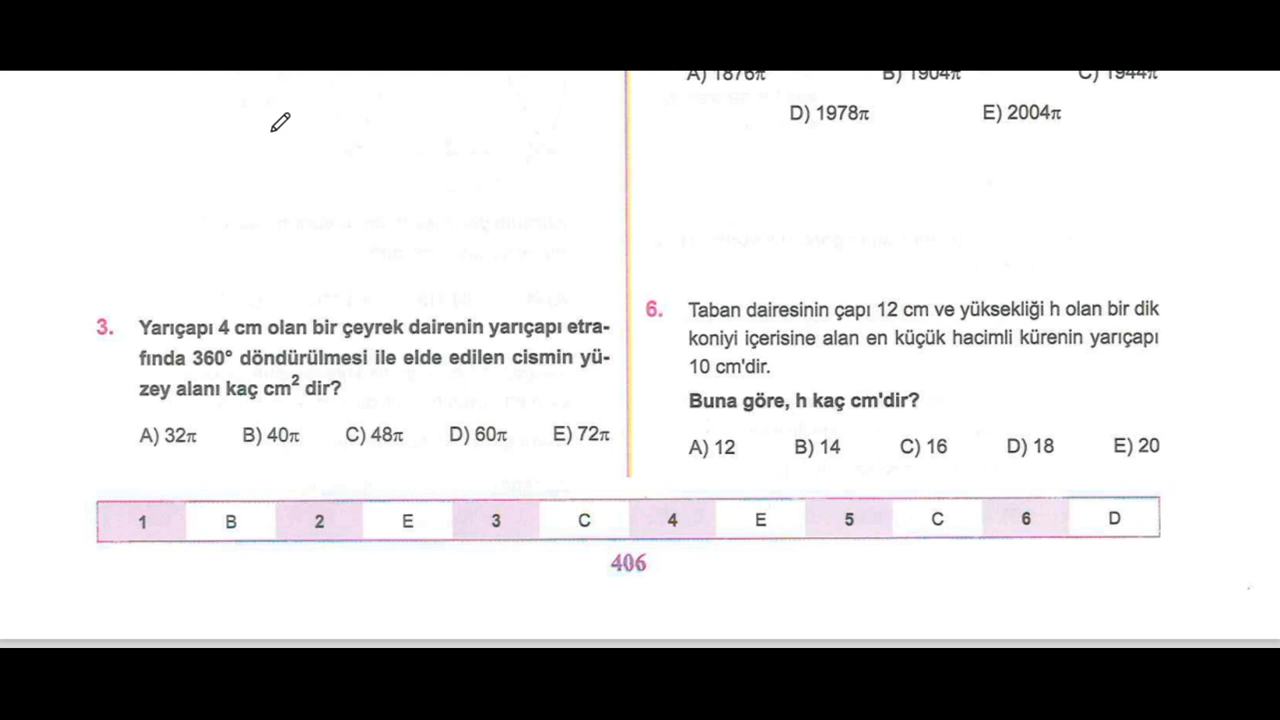 3. Yarıçapı 4 cm olan bir çeyrek dairenin yarıçapı etra-
fında 360° döndürülmesi ile elde edilen cismin yü-
zey alanı kaç cm² dir?
A) 32π B) 40π C) 48π D) 60π E) 72π
A) 1876π B) 1904π C) 1944π
D) 1978π E) 2004π
6. Taban dairesinin çapı 12 cm ve yüksekliği h olan bir dik
koniyi içerisine alan en küçük hacimli kürenin yarıçapı
10 cm'dir.
Buna göre, h kaç cm'dir?
A) 12 B) 14 C) 16 D) 18 E) 20
1 B 2 E 3 C 4 E 5 C 6 D
406